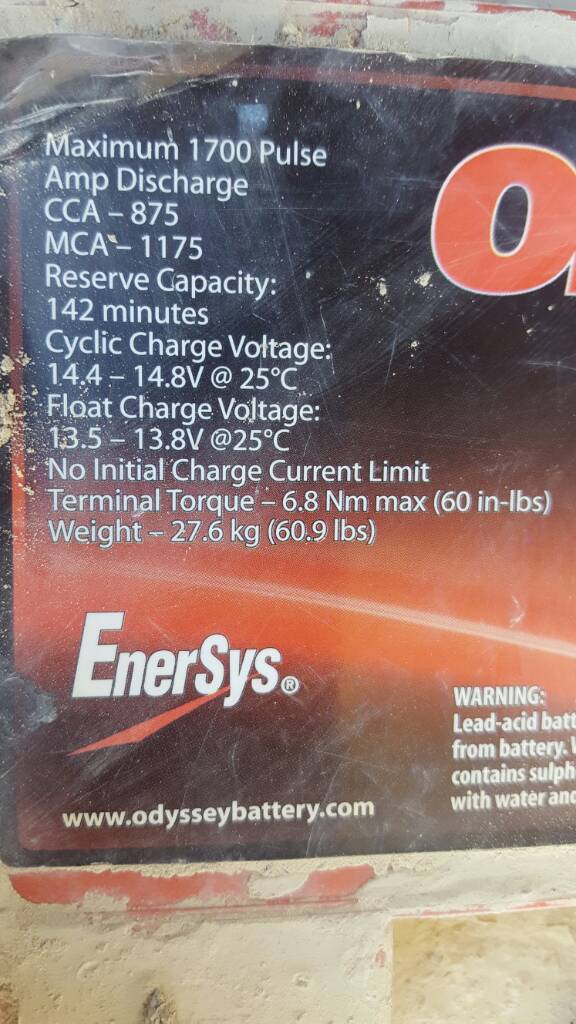 Maximum 1700 Pulse
Amp Discharge
CCA – 875
MCA – 1175
Reserve Capacity:
142 minutes
Cyclic Charge Voltage:
14.4 – 14.8V @ 25°C
Float Charge Voltage:
13.5 – 13.8V @25°C
No Initial Charge Current Limit
Terminal Torque – 6.8 Nm max (60 in-lbs)
Weight – 27.6 kg (60.9 lbs)
EnerSys®
www.odysseybattery.com
WARNING:
Lead-acid
from battery.
contains
with water